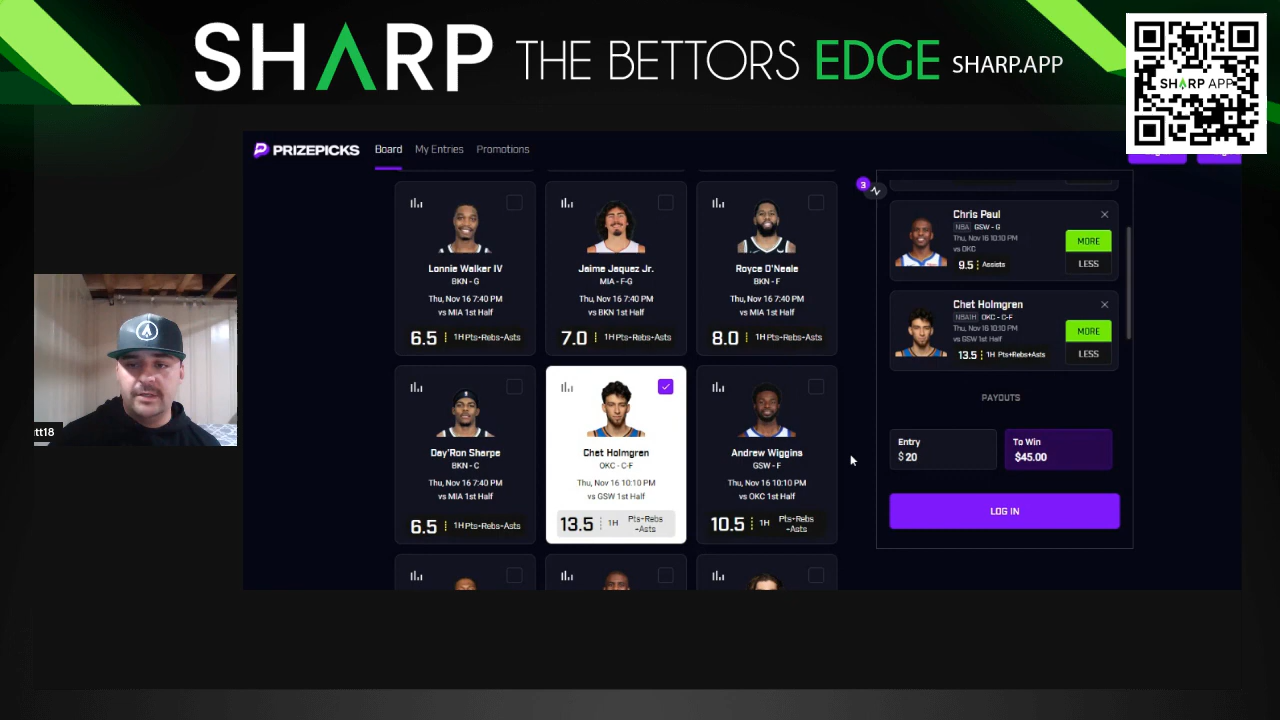 SHARP THE BETTORS EDGE SHARP.APP
SHARP APP
PRIZEPICKS Board My Entries Promotions
Lonnie Walker IV
BKN - G
Thu, Nov 16 7:40 PM
vs MIA 1st Half
6.5 1H Pts-Rebs-Asts
Jaime Jaquez Jr.
MIA - F-G
Thu, Nov 16 7:40 PM
vs BKN 1st Half
7.0 1H Pts-Rebs-Asts
Royce O'Neale
BKN - F
Thu, Nov 16 7:40 PM
vs MIA 1st Half
8.0 1H Pts-Rebs-Asts
Day'Ron Sharpe
BKN - C
Thu, Nov 16 7:40 PM
vs MIA 1st Half
6.5 1H Pts-Rebs-Asts
Chet Holmgren
OKC - C-F
Thu, Nov 16 10:10 PM
vs GSW 1st Half
13.5 1H Pts-Rebs
-Asts
Andrew Wiggins
GSW - F
Thu, Nov 16 10:10 PM
vs OKC 1st Half
10.5 1H Pts-Rebs
-Asts
3
Chris Paul
NBA GSW - G
Thu, Nov 16 10:10 PM
vs OKC
9.5 Assists
MORE
LESS
Chet Holmgren
NBA1H OKC - C-F
Thu, Nov 16 10:10 PM
vs GSW 1st Half
13.5 1H Pts+Rebs+Asts
MORE
LESS
PAYOUTS
Entry
$ 20
To Win
$45.00
LOG IN
tt18